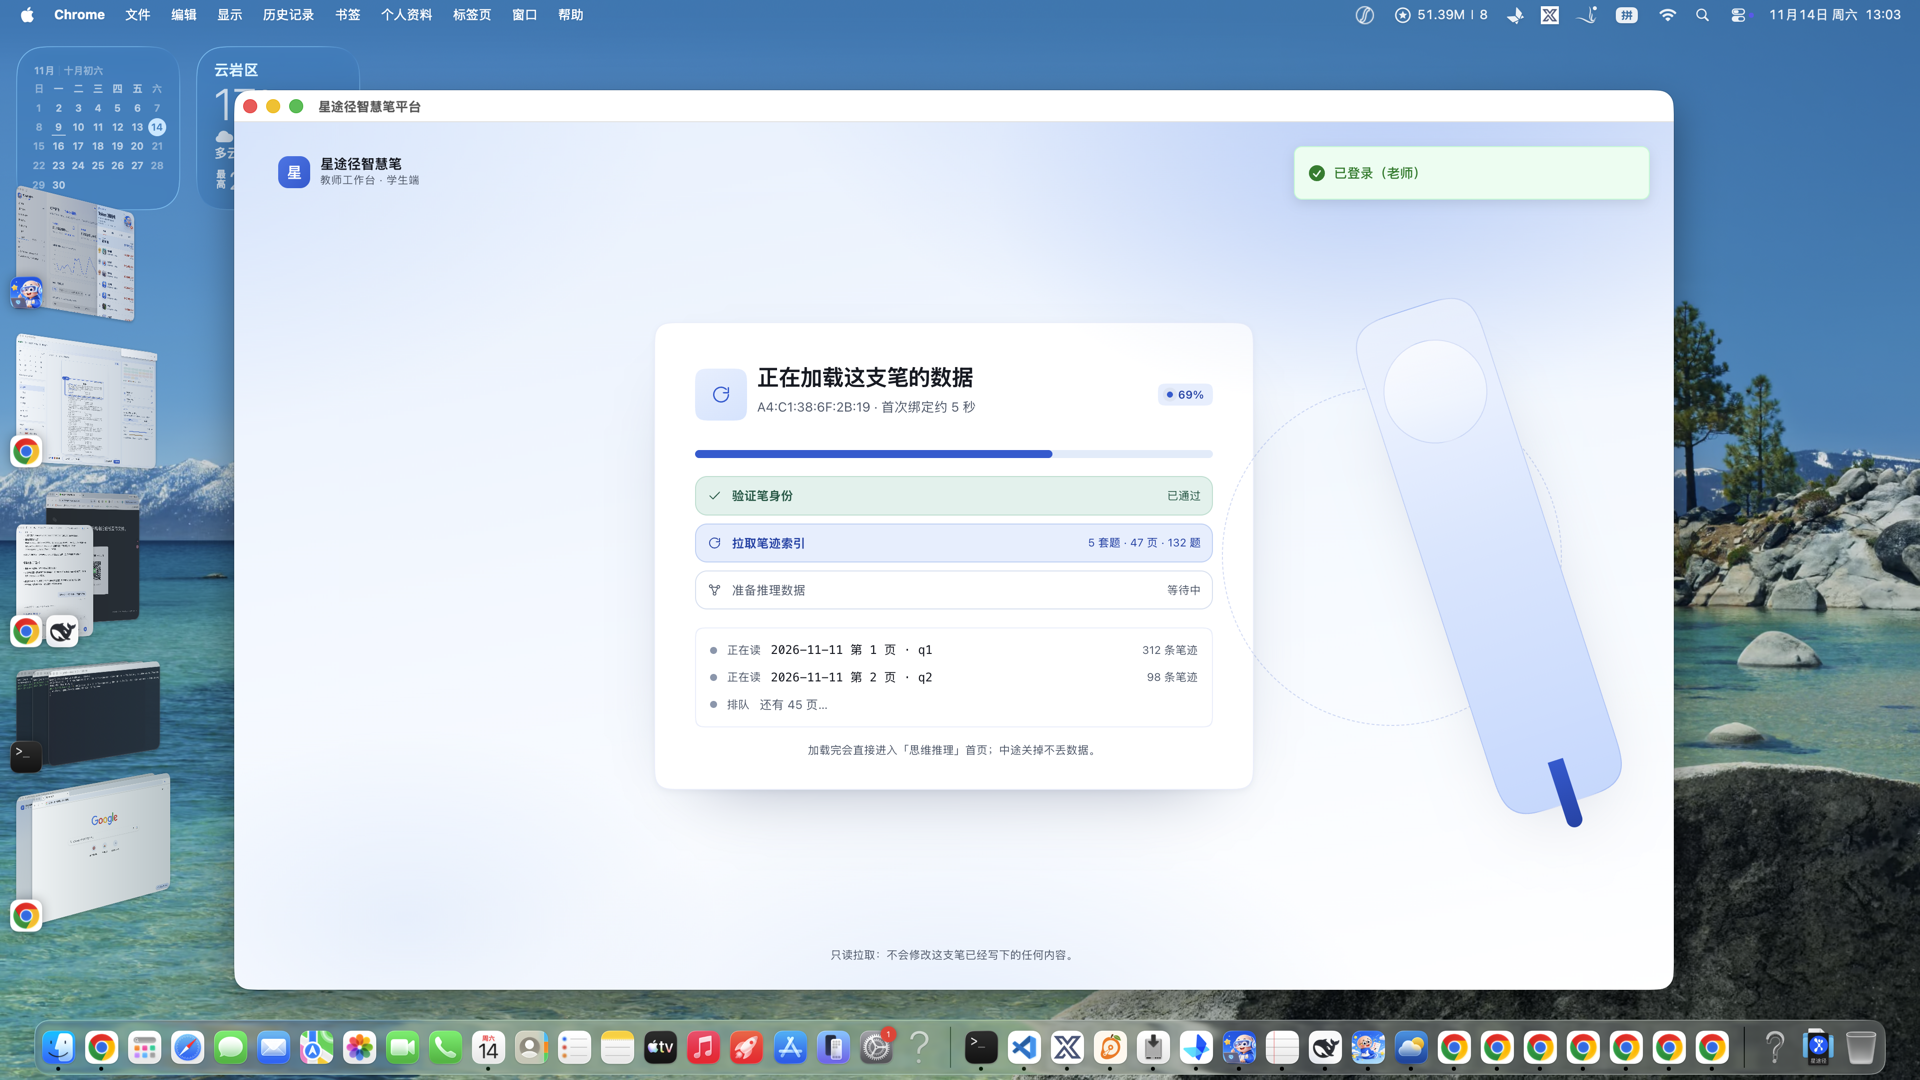 Chrome 文件 编辑 显示 历史记录 书签 个人资料 标签页 窗口 帮助
51.39M | 8 拼 11月14日 周六 13:03
11月 十月初六
日 一 二 三 四 五 六
1 2 3 4 5 6 7
8 9 10 11 12 13 14
15 16 17 18 19 20 21
22 23 24 25 26 27 28
29 30
云岩区
多云
最
高
星途径智慧笔平台
星
星途径智慧笔
教师工作台 · 学生端
已登录（老师）
正在加载这支笔的数据
A4:C1:38:6F:2B:19 · 首次绑定约 5 秒
69%
验证笔身份 已通过
拉取笔迹索引 5 套题 · 47 页 · 132 题
准备推理数据 等待中
正在读 2026-11-11 第 1 页 · q1 312 条笔迹
正在读 2026-11-11 第 2 页 · q2 98 条笔迹
排队 还有 45 页...
加载完会直接进入「思维推理」首页；中途关掉不丢数据。
只读拉取：不会修改这支笔已经写下的任何内容。
Google
周六
14
tv
1